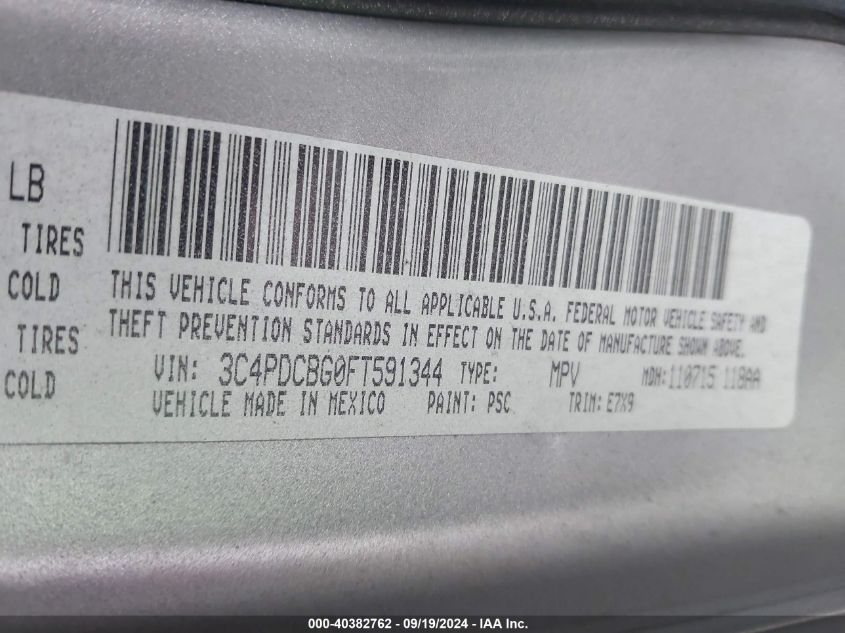 LB
TIRES
COLD
TIRES
COLD
THIS VEHICLE CONFORMS TO ALL APPLICABLE U.S.A. FEDERAL MOTOR VEHICLE SAFETY AND
THEFT PREVENTION STANDARDS IN EFFECT ON THE DATE OF MANUFACTURE SHOWN ABOVE.
VIN: 3C4PDCBG0FT591344 TYPE: MPV MDH: 110715 118AA
VEHICLE MADE IN MEXICO PAINT: PSC TRIM: E7X9
000-40382762 - 09/19/2024 - IAA Inc.